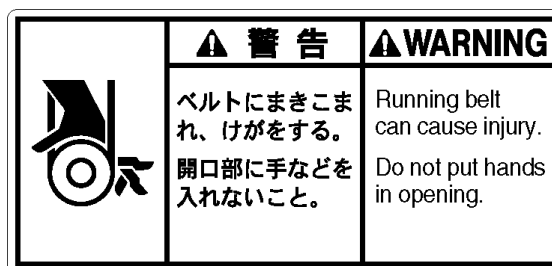 警告
ベルトにまきこま
れ、けがをする。
開口部に手などを
入れないこと。
WARNING
Running belt
can cause injury.
Do not put hands
in opening.